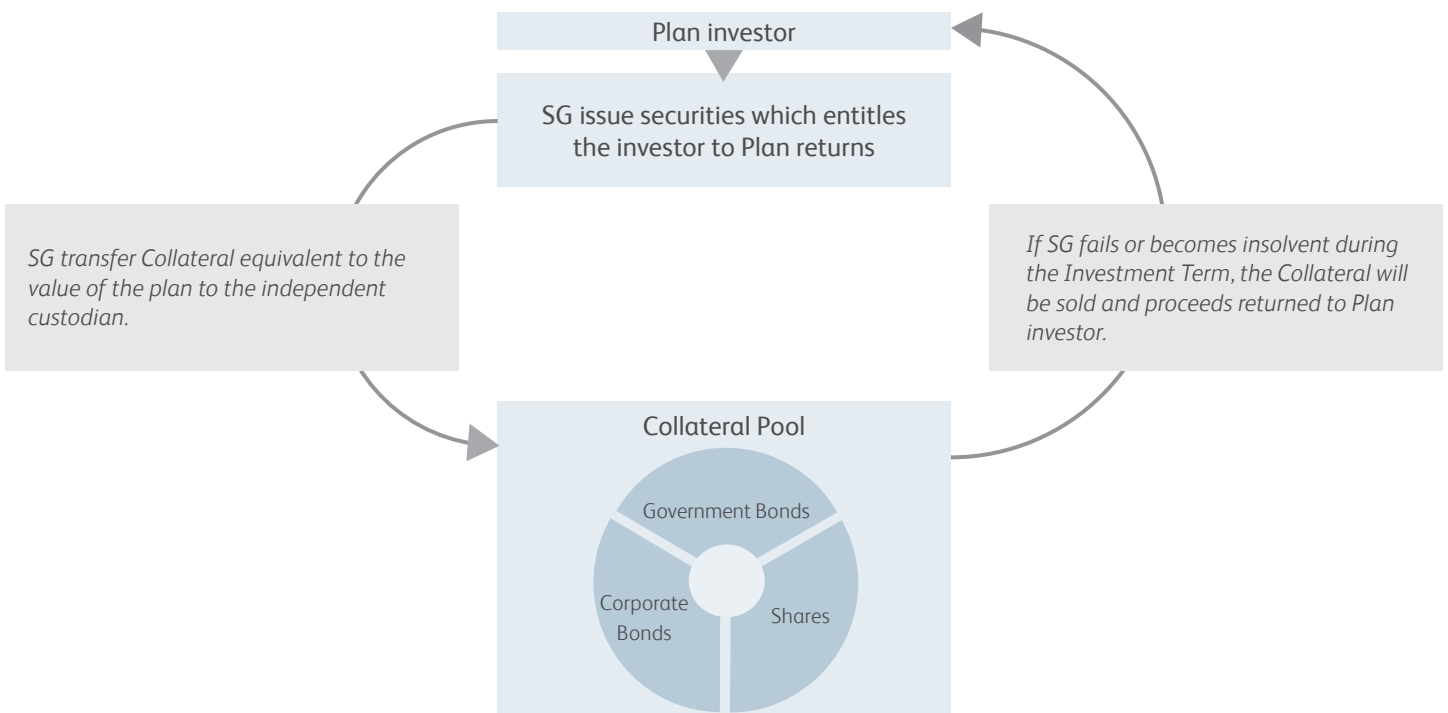 Plan investor
SG issue securities which entitles
the investor to Plan returns
SG transfer Collateral equivalent to the
value of the plan to the independent
custodian.
If SG fails or becomes insolvent during
the Investment Term, the Collateral will
be sold and proceeds returned to Plan
investor.
Collateral Pool
Government Bonds
Corporate
Bonds
Shares